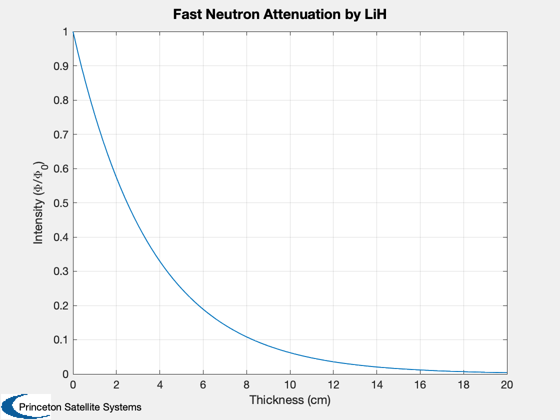 Fast Neutron Attenuation by LiH
Intensity (Φ/Φ0)
1
0.9
0.8
0.7
0.6
0.5
0.4
0.3
0.2
0.1
0
0 2 4 6 8 10 12 14 16 18 20
Thickness (cm)
Princeton Satellite Systems